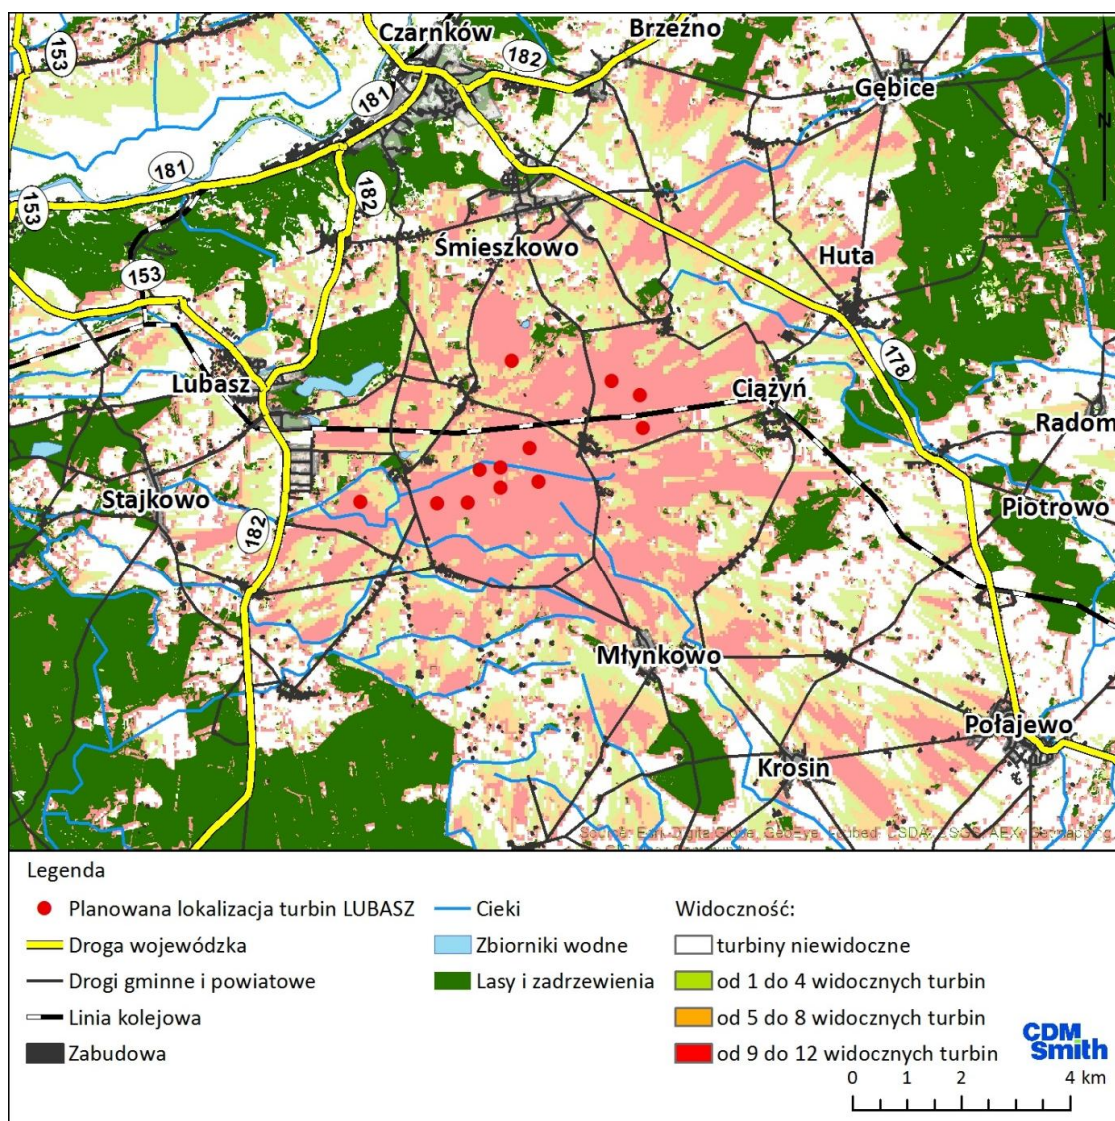 Czarnków
Brzeźno
153
182
181
Gębice
N
181
153
182
Śmieszkowo
Huta
153
178
Lubasz
Ciążyń
Radom
Stajkowo
Piotrowo
182
Młynkowo
Połajewo
Krosin
Legenda
Planowana lokalizacja turbin LUBASZ
Droga wojewódzka
Drogi gminne i powiatowe
Linia kolejowa
Zabudowa
Cieki
Zbiorniki wodne
Lasy i zadrzewienia
Widoczność:
turbiny niewidoczne
od 1 do 4 widocznych turbin
od 5 do 8 widocznych turbin
od 9 do 12 widocznych turbin
CDM
Smith
0 1 2 4 km